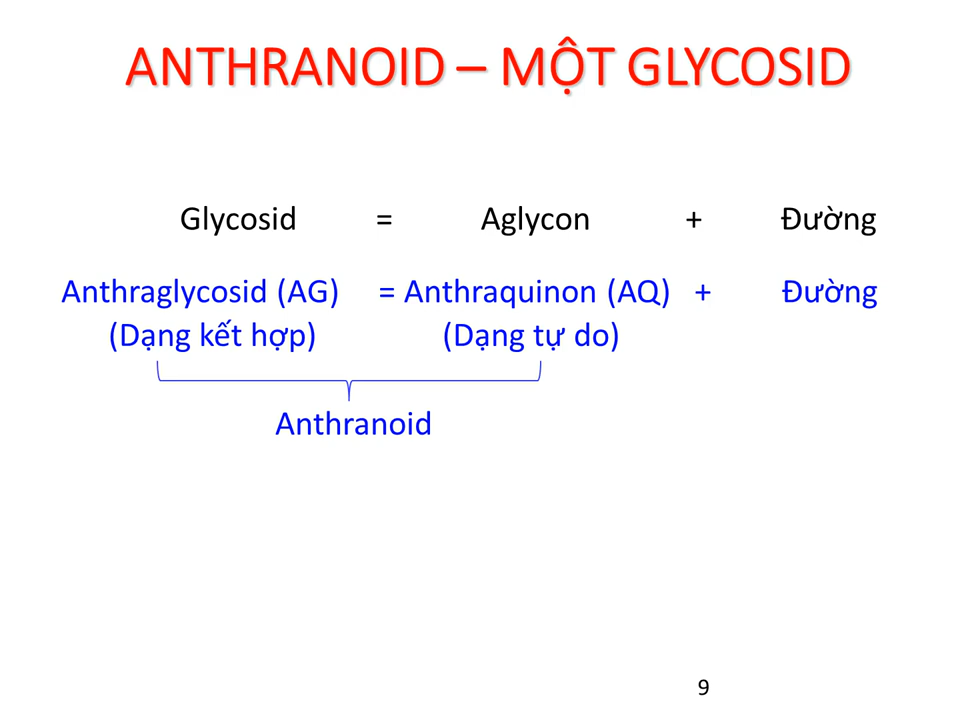 ANTHRANOID – MỘT GLYCOSID
Glycosid = Aglycon + Đường
Anthraglycosid (AG) = Anthraquinon (AQ) + Đường
(Dạng kết hợp) (Dạng tự do)
Anthranoid
9